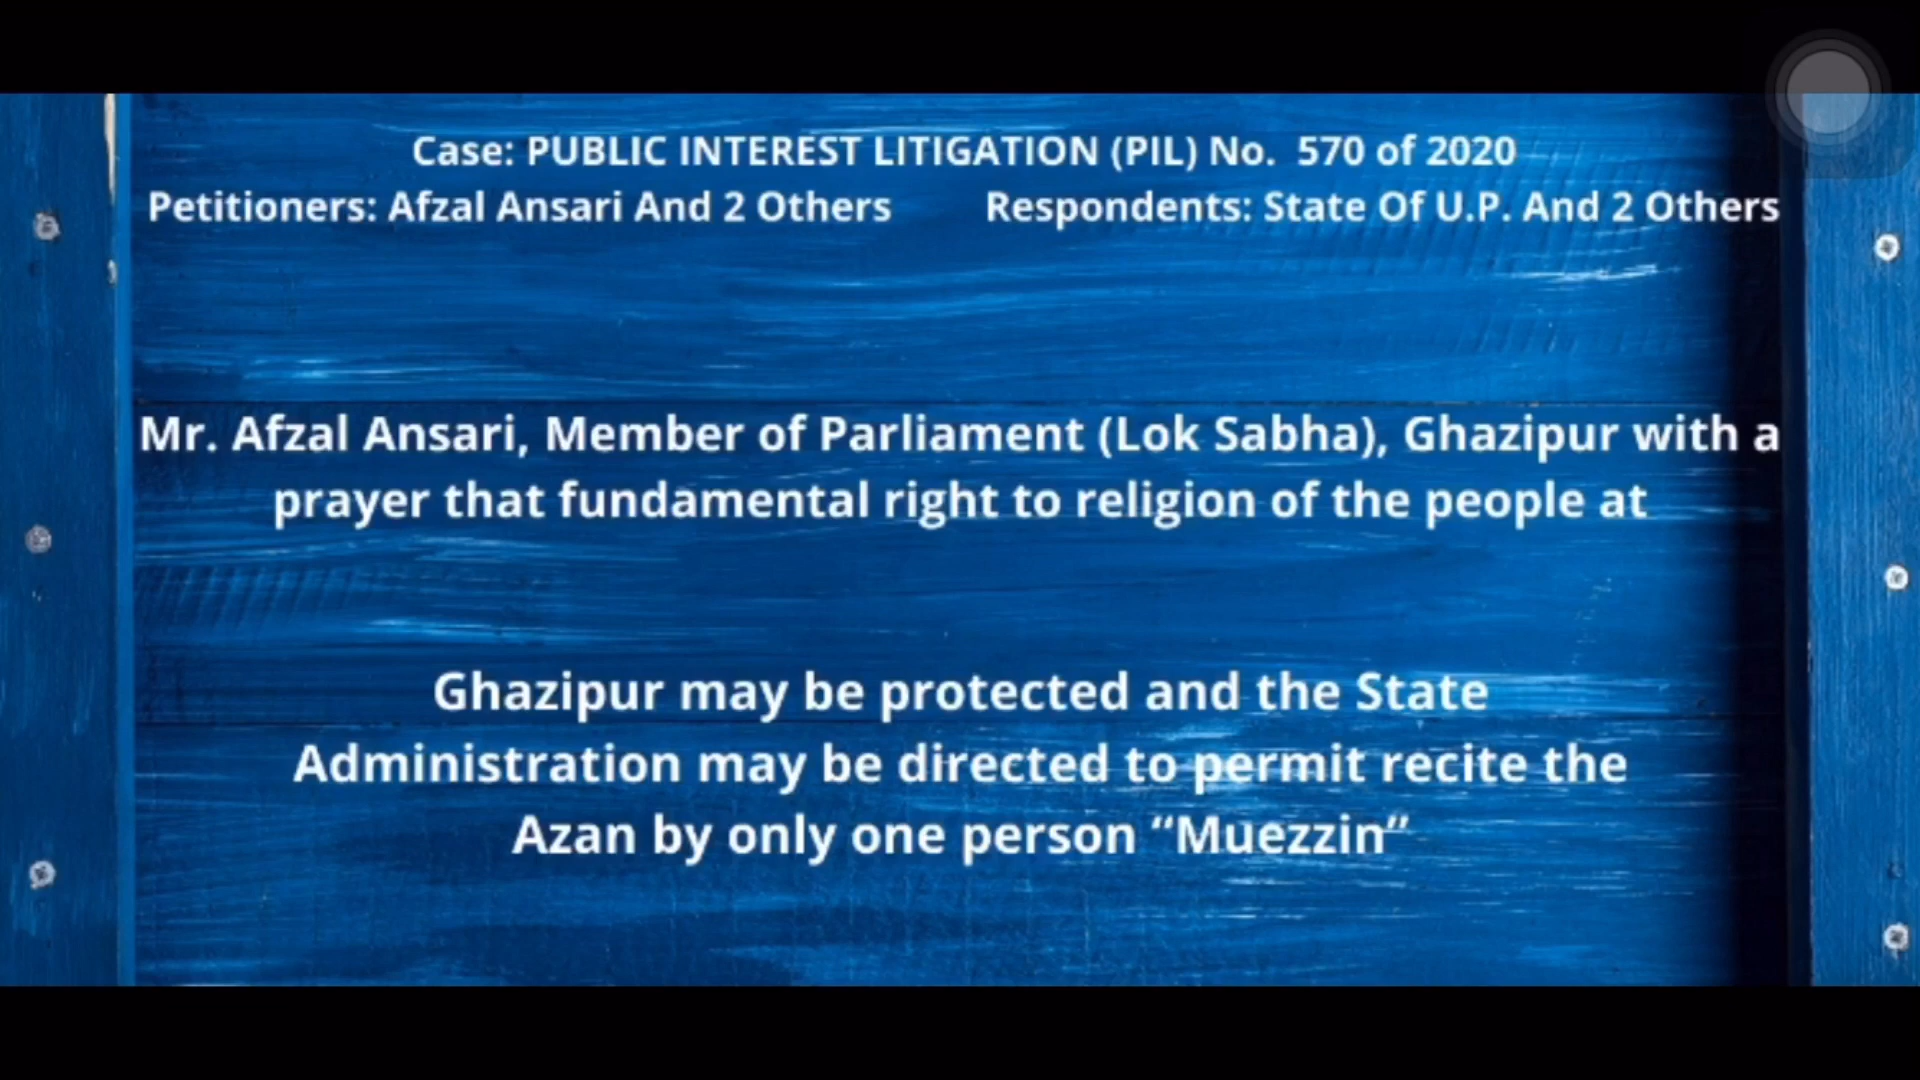 Case: PUBLIC INTEREST LITIGATION (PIL) No. 570 of 2020
Petitioners: Afzal Ansari And 2 Others Respondents: State Of U.P. And 2 Others
Mr. Afzal Ansari, Member of Parliament (Lok Sabha), Ghazipur with a
prayer that fundamental right to religion of the people at
Ghazipur may be protected and the State
Administration may be directed to permit recite the
Azan by only one person “Muezzin”